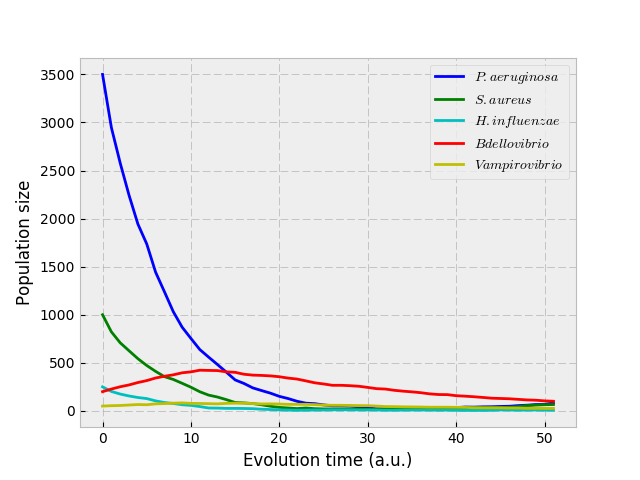 3500
3000
2500
2000
1500
1000
500
0
Population size
0 10 20 30 40 50
Evolution time (a.u.)
P. aeruginosa
S. aureus
H. influenzae
Bdellovibrio
Vampirovibrio